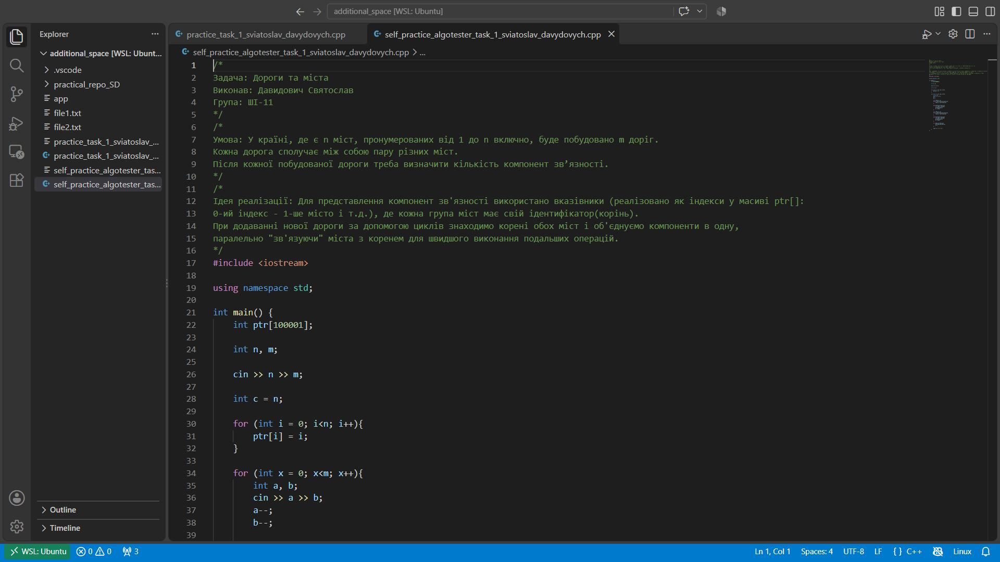 additional_space [WSL: Ubuntu]
Explorer
additional_space [WSL: Ubunt...
.vscode
practical_repo_SD
app
file1.txt
file2.txt
practice_task_1_sviatoslav_...
practice_task_1_sviatoslav_...
self_practice_algotester_tas...
self_practice_algotester_tas...
Outline
Timeline
practice_task_1_sviatoslav_davydovych.cpp
self_practice_algotester_task_1_sviatoslav_davydovych.cpp
self_practice_algotester_task_1_sviatoslav_davydovych.cpp > ...
1 /*
2 Задача: Дороги та міста
3 Виконав: Давидович Святослав
4 Група: ШІ-11
5 */
6 /*
7 Умова: У країні, де є n міст, пронумерованих від 1 до n включно, буде побудовано m доріг.
8 Кожна дорога сполучає між собою пару різних міст.
9 Після кожної побудованої дороги треба визначити кількість компонент зв’язності.
10 */
11 /*
12 Ідея реалізації: Для представлення компонент зв'язності використано вказівники (реалізовано як індекси у масиві ptr[]:
13 0-ий індекс - 1-ше місто і т.д.), де кожна група міст має свій ідентифікатор(корінь).
14 При додаванні нової дороги за допомогою циклів знаходимо корені обох міст і об'єднуємо компоненти в одну,
15 паралельно "зв'язуючи" міста з коренем для швидшого виконання подальших операцій.
16 */
17 #include <iostream>
18
19 using namespace std;
20
21 int main() {
22 int ptr[100001];
23
24 int n, m;
25
26 cin >> n >> m;
27
28 int c = n;
29
30 for (int i = 0; i<n; i++){
31 ptr[i] = i;
32 }
33
34 for (int x = 0; x<m; x++){
35 int a, b;
36 cin >> a >> b;
37 a--;
38 b--;
39
WSL: Ubuntu 0 0 3 Ln 1, Col 1 Spaces: 4 UTF-8 LF {} C++ Linux